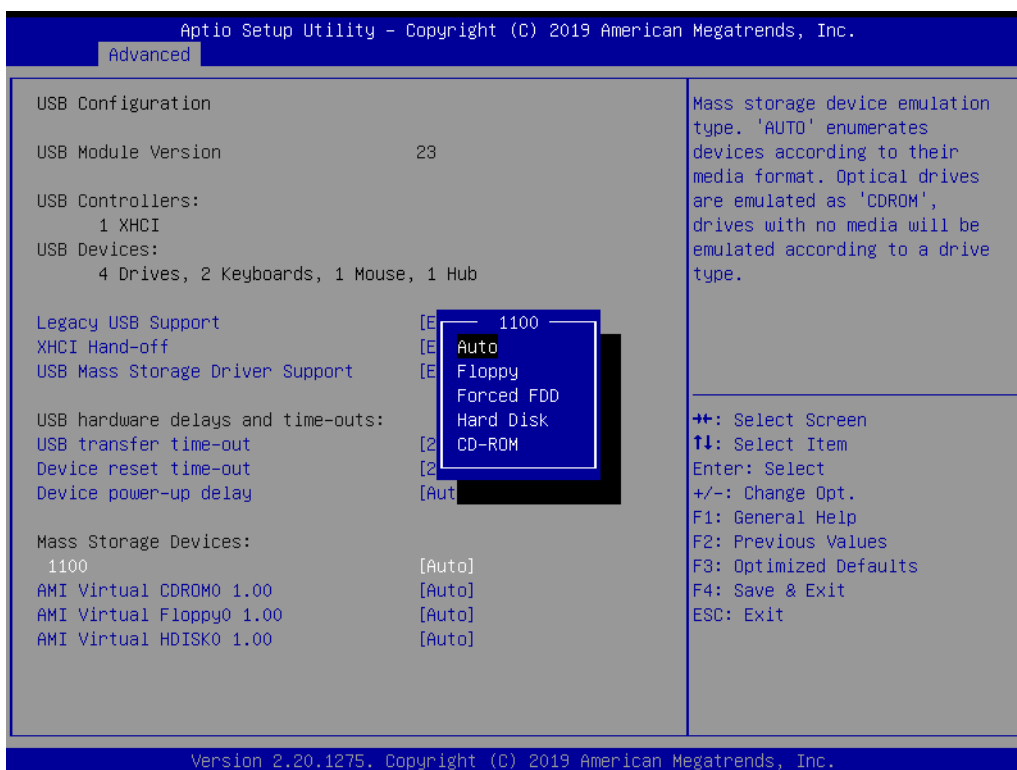 Aptio Setup Utility – Copyright (C) 2019 American Megatrends, Inc.
Advanced
USB Configuration
USB Module Version 23
USB Controllers:
1 XHCI
USB Devices:
4 Drives, 2 Keyboards, 1 Mouse, 1 Hub
Legacy USB Support [E
XHCI Hand-off [E
USB Mass Storage Driver Support [E
USB hardware delays and time-outs:
USB transfer time-out [2
Device reset time-out [2
Device power-up delay [Aut
Mass Storage Devices:
1100 [Auto]
AMI Virtual CDROM0 1.00 [Auto]
AMI Virtual Floppy0 1.00 [Auto]
AMI Virtual HDISK0 1.00 [Auto]
1100
Auto
Floppy
Forced FDD
Hard Disk
CD-ROM
Mass storage device emulation
type. 'AUTO' enumerates
devices according to their
media format. Optical drives
are emulated as 'CDROM',
drives with no media will be
emulated according to a drive
type.
→←: Select Screen
↑↓: Select Item
Enter: Select
+/-: Change Opt.
F1: General Help
F2: Previous Values
F3: Optimized Defaults
F4: Save & Exit
ESC: Exit
Version 2.20.1275. Copyright (C) 2019 American Megatrends, Inc.